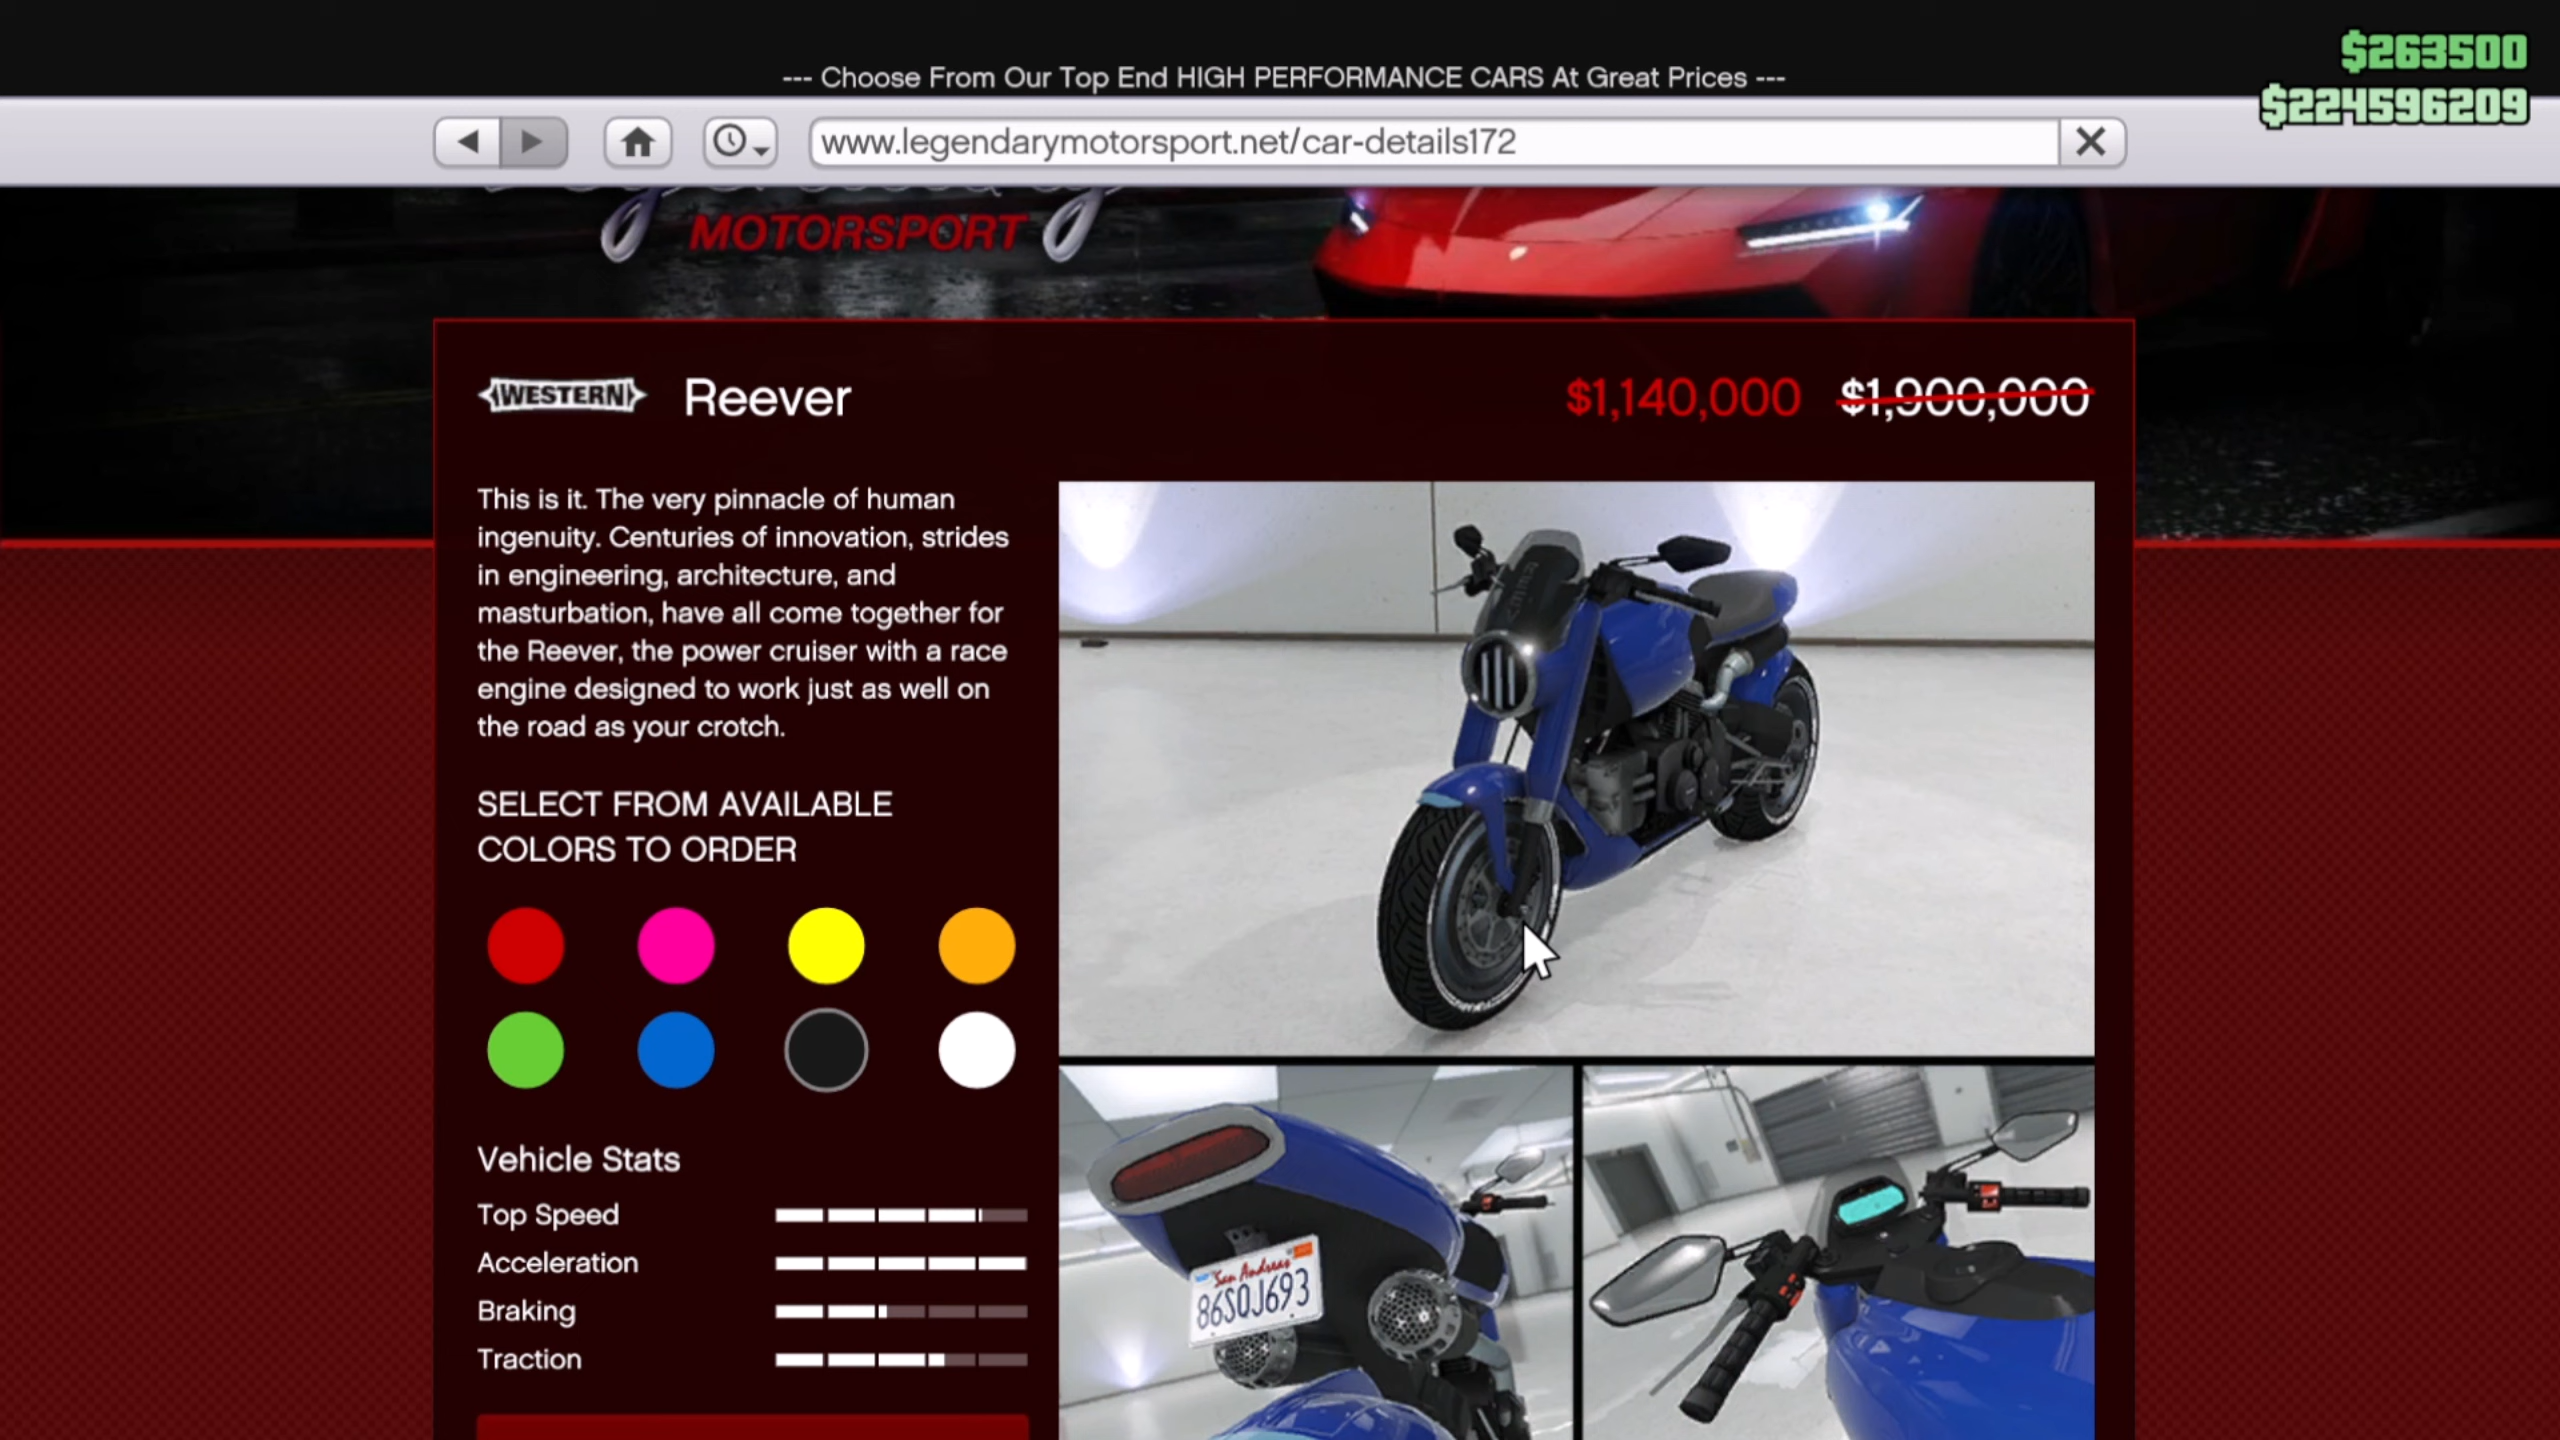 $263500
--- Choose From Our Top End HIGH PERFORMANCE CARS At Great Prices ---
$224596209
www.legendarymotorsport.net/car-details172
MOTORSPORT
WESTERN Reever $1,140,000 $1,900,000
This is it. The very pinnacle of human
ingenuity. Centuries of innovation, strides
in engineering, architecture, and
masturbation, have all come together for
the Reever, the power cruiser with a race
engine designed to work just as well on
the road as your crotch.
SELECT FROM AVAILABLE
COLORS TO ORDER
Vehicle Stats
Top Speed
Acceleration
Braking
Traction
San Andreas
86SQJ693